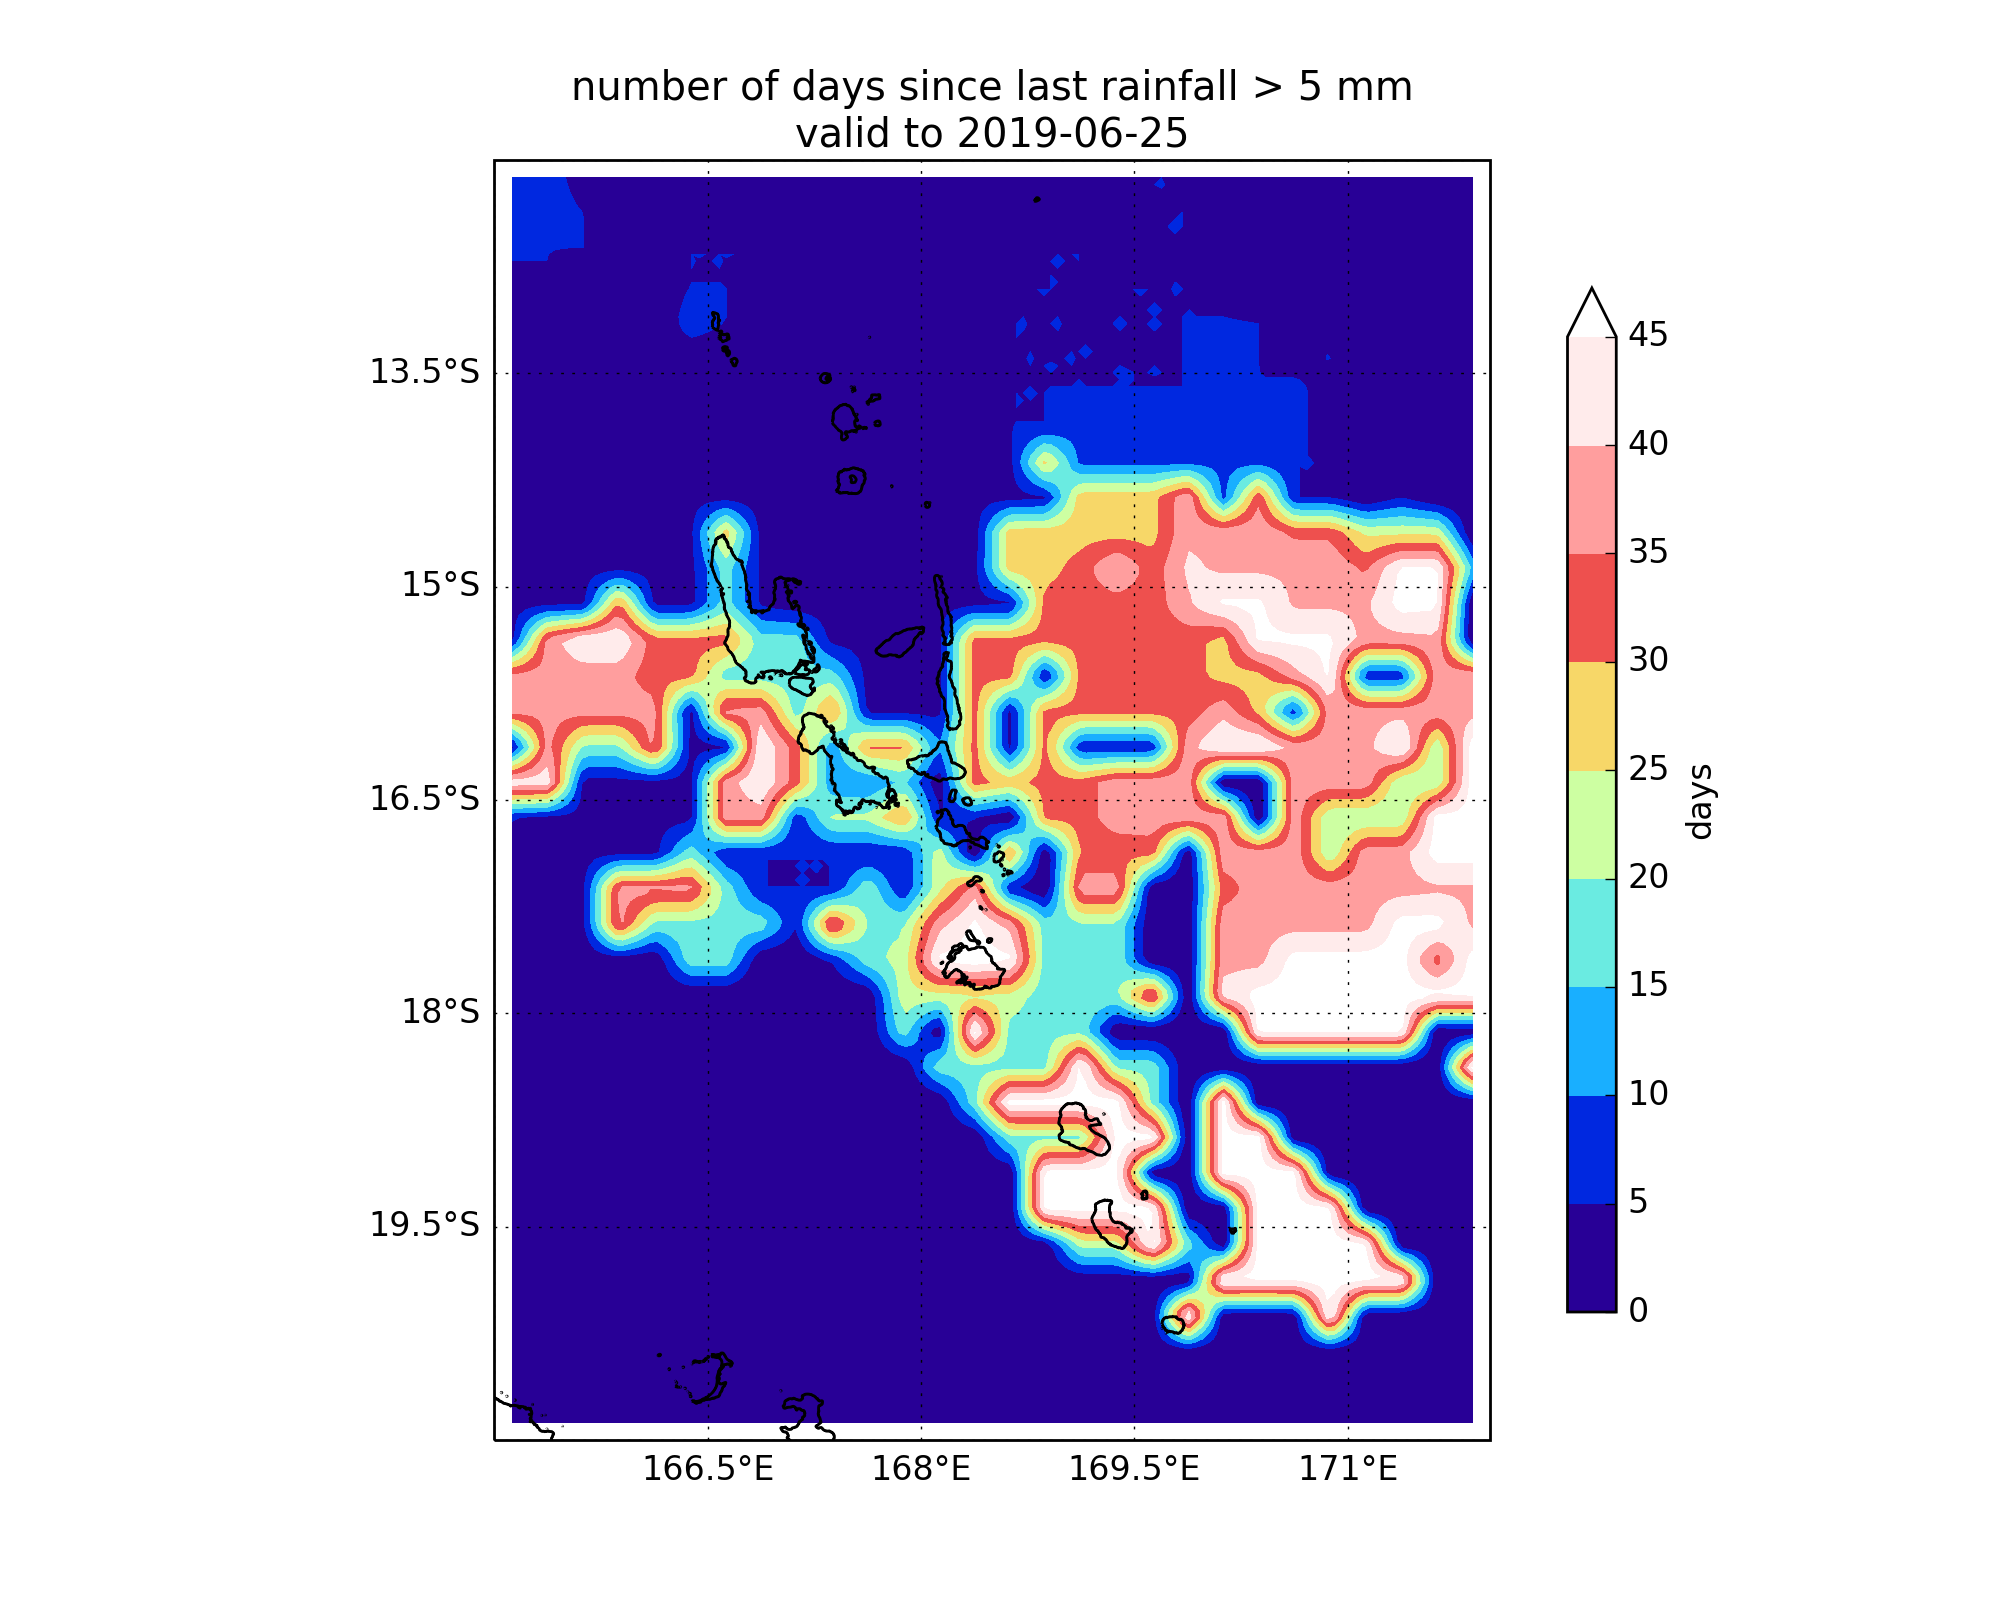 number of days since last rainfall > 5 mm
valid to 2019-06-25
13.5°S
15°S
16.5°S
18°S
19.5°S
166.5°E
168°E
169.5°E
171°E
45
40
35
30
25
20
15
10
5
0
days